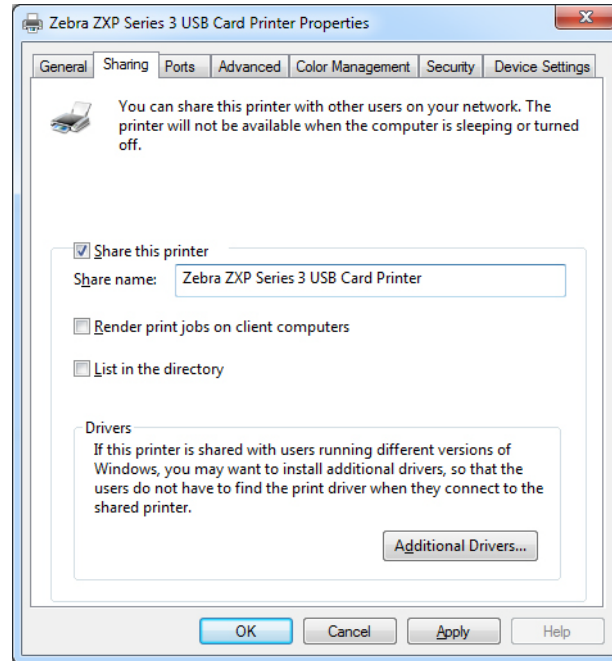 Zebra ZXP Series 3 USB Card Printer Properties
General Sharing Ports Advanced Color Management Security Device Settings
You can share this printer with other users on your network. The
printer will not be available when the computer is sleeping or turned
off.
Share this printer
Share name: Zebra ZXP Series 3 USB Card Printer
Render print jobs on client computers
List in the directory
Drivers
If this printer is shared with users running different versions of
Windows, you may want to install additional drivers, so that the
users do not have to find the print driver when they connect to the
shared printer.
Additional Drivers...
OK Cancel Apply Help